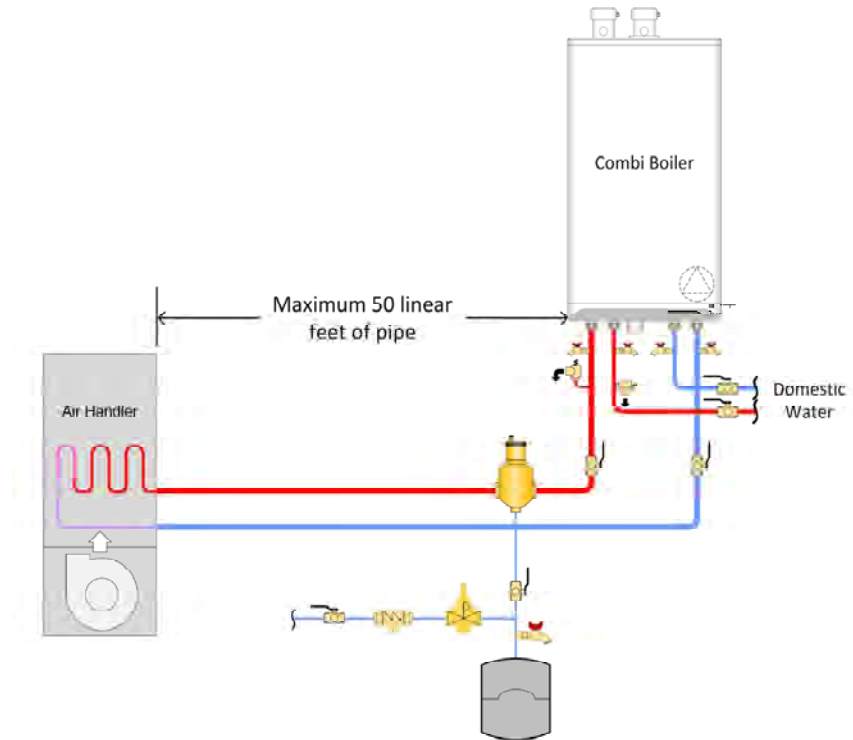 Combi Boiler
Maximum 50 linear
feet of pipe
Air Handler
Domestic
Water